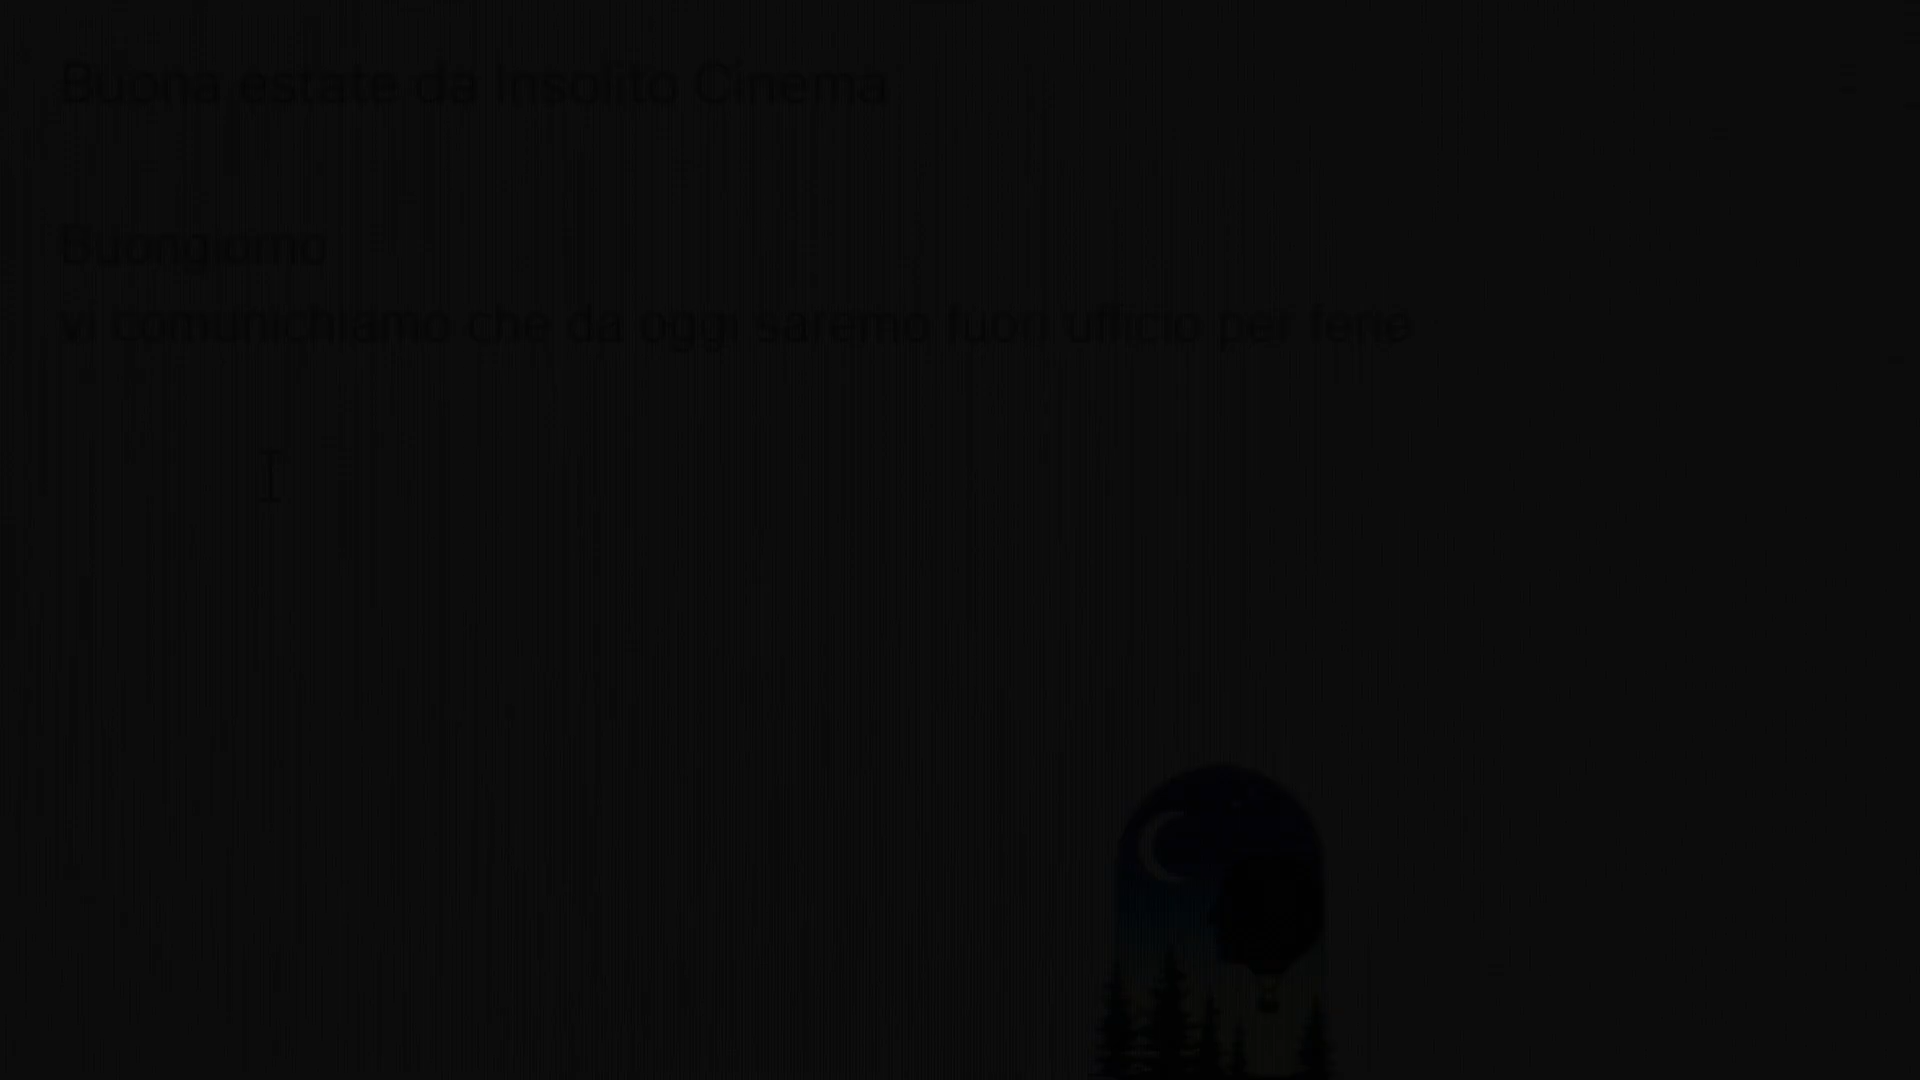 Buona estate da Insolito Cinema
Buongiorno
vi comunichiamo che da oggi saremo fuori ufficio per ferie